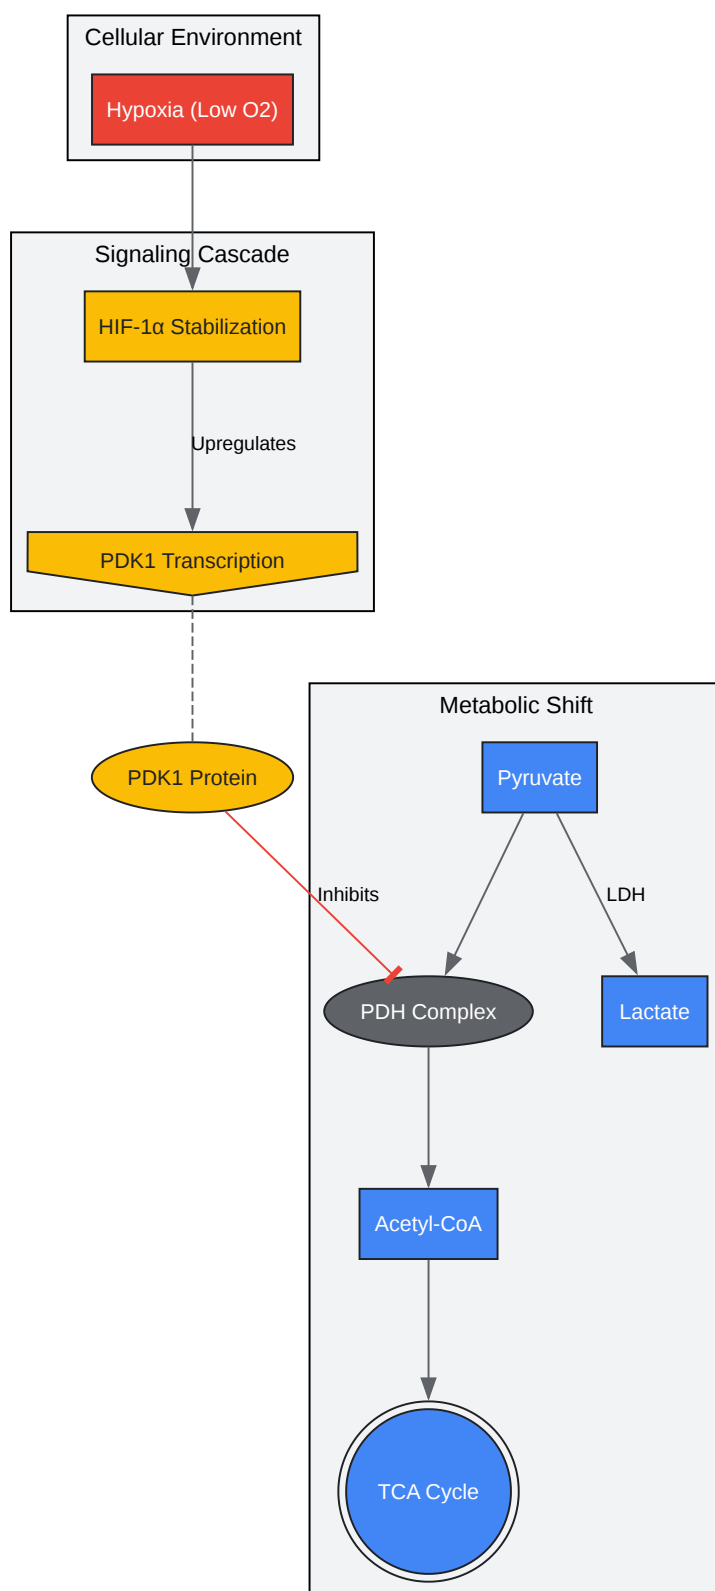 Cellular Environment
Hypoxia (Low O2)
Signaling Cascade
HIF-1α Stabilization
Upregulates
PDK1 Transcription
Metabolic Shift
PDK1 Protein
Pyruvate
Inhibits
LDH
PDH Complex
Lactate
Acetyl-CoA
TCA Cycle